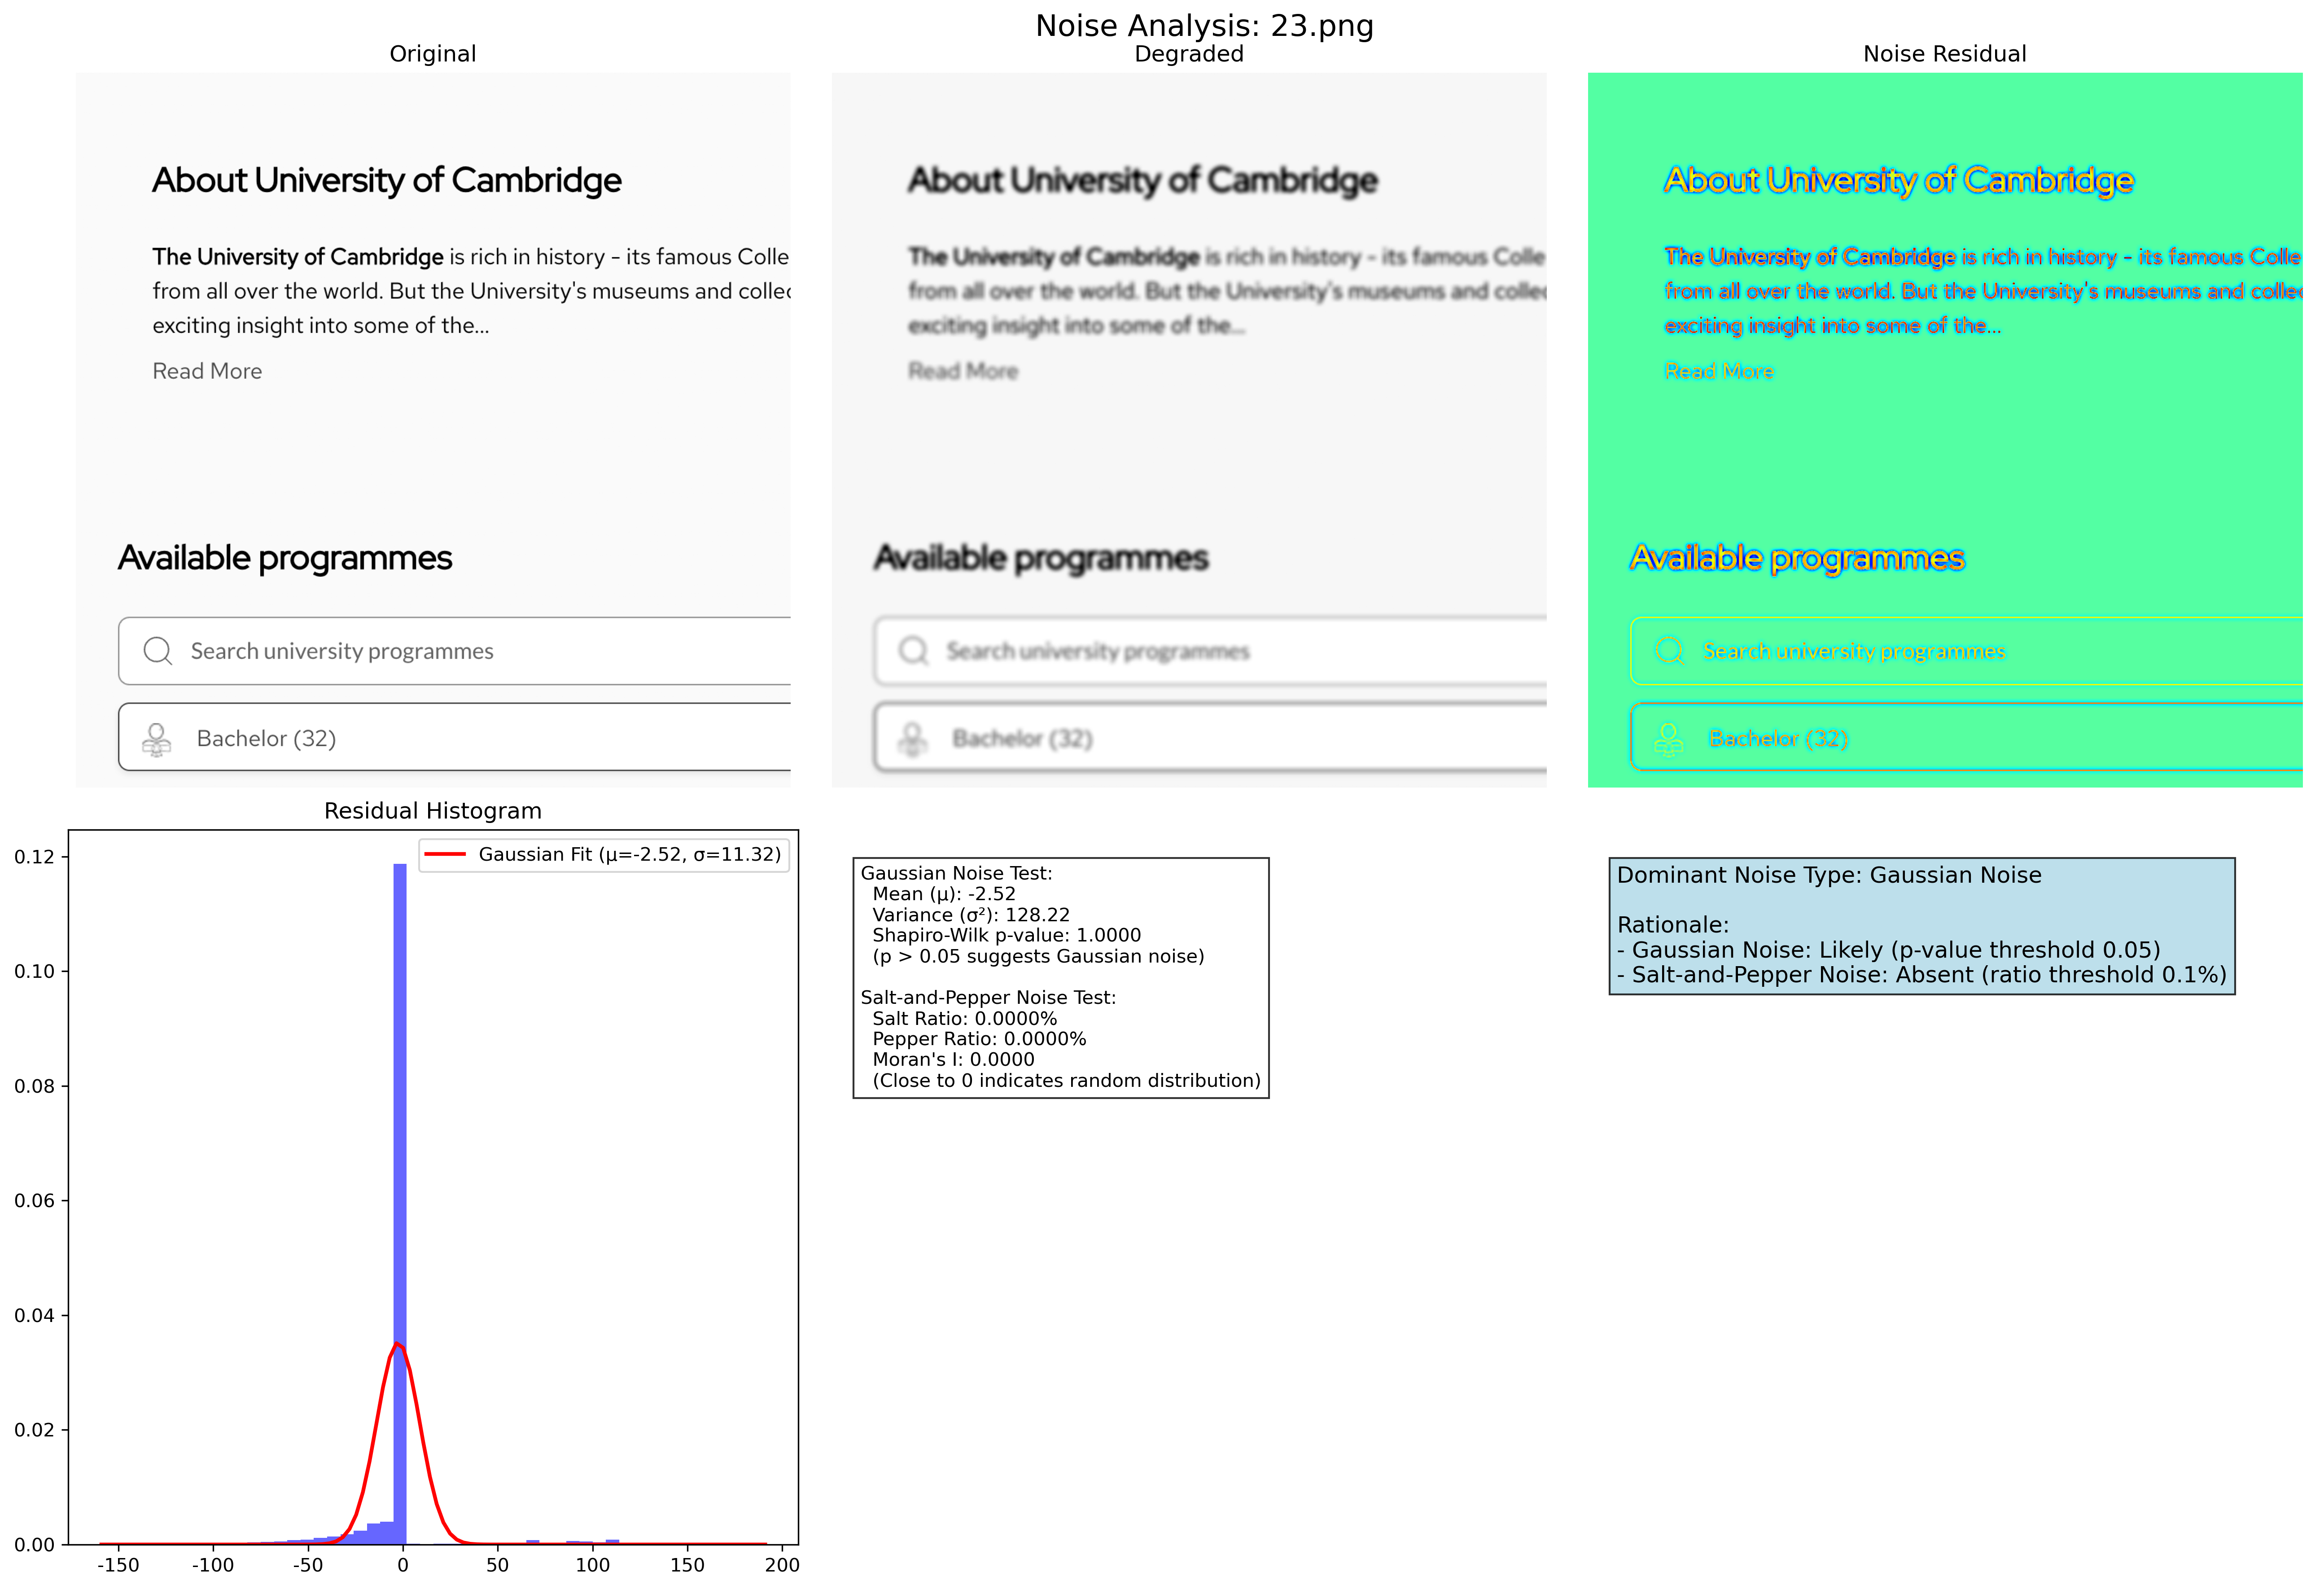 Noise Analysis: 23.png
Original
About University of Cambridge
The University of Cambridge is rich in history - its famous Colle
from all over the world. But the University's museums and collec
exciting insight into some of the...
Read More
Available programmes
Search university programmes
Bachelor (32)
Degraded
About University of Cambridge
The University of Cambridge is rich in history - its famous Colle
from all over the world. But the University's museums and collec
exciting insight into some of the...
Read More
Available programmes
Search university programmes
Bachelor (32)
Noise Residual
About University of Cambridge
The University of Cambridge is rich in history - its famous Colle
from all over the world. But the University's museums and collec
exciting insight into some of the...
Read More
Available programmes
Search university programmes
Bachelor (32)
Residual Histogram
Gaussian Fit (μ=-2.52, σ=11.32)
0.12
0.10
0.08
0.06
0.04
0.02
0.00
-150 -100 -50 0 50 100 150 200
Gaussian Noise Test:
Mean (μ): -2.52
Variance (σ²): 128.22
Shapiro-Wilk p-value: 1.0000
(p > 0.05 suggests Gaussian noise)
Salt-and-Pepper Noise Test:
Salt Ratio: 0.0000%
Pepper Ratio: 0.0000%
Moran's I: 0.0000
(Close to 0 indicates random distribution)
Dominant Noise Type: Gaussian Noise
Rationale:
- Gaussian Noise: Likely (p-value threshold 0.05)
- Salt-and-Pepper Noise: Absent (ratio threshold 0.1%)